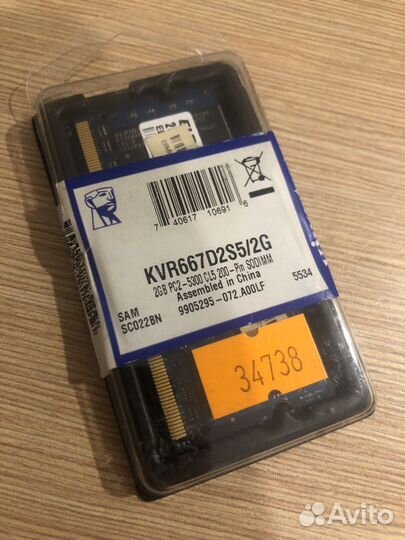 7 40617 10691 6
KVR667D2S5/2G
2GB PC2-5300 CL5 200-Pin SODIMM
Assembled in China
SAM
SC022BN
9905295-072.A00LF
5534
34738
Avito